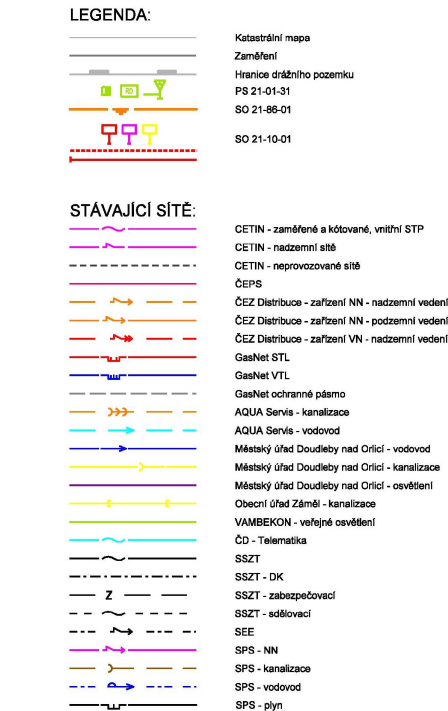 LEGENDA:
Katastrální mapa
Zaměření
Hranice drážního pozemku
RD
PS 21-01-31
SO 21-86-01
SO 21-10-01
STÁVAJÍCÍ SÍTĚ:
CETIN - zaměřené a kótované, vnitřní STP
CETIN - nadzemní sítě
CETIN - neprovozované sítě
ČEPS
ČEZ Distribuce - zařízení NN - nadzemní vedení
ČEZ Distribuce - zařízení NN - podzemní vedení
ČEZ Distribuce - zařízení VN - nadzemní vedení
GasNet STL
GasNet VTL
GasNet ochranné pásmo
AQUA Servis - kanalizace
AQUA Servis - vodovod
Městský úřad Doudleby nad Orlicí - vodovod
Městský úřad Doudleby nad Orlicí - kanalizace
Městský úřad Doudleby nad Orlicí - osvětlení
Obecní úřad Záměl - kanalizace
VAMBEKON - veřejné osvětlení
ČD - Telematika
SSZT
SSZT - DK
Z SSZT - zabezpečovací
SSZT - sdělovací
SEE
SPS - NN
SPS - kanalizace
SPS - vodovod
SPS - plyn